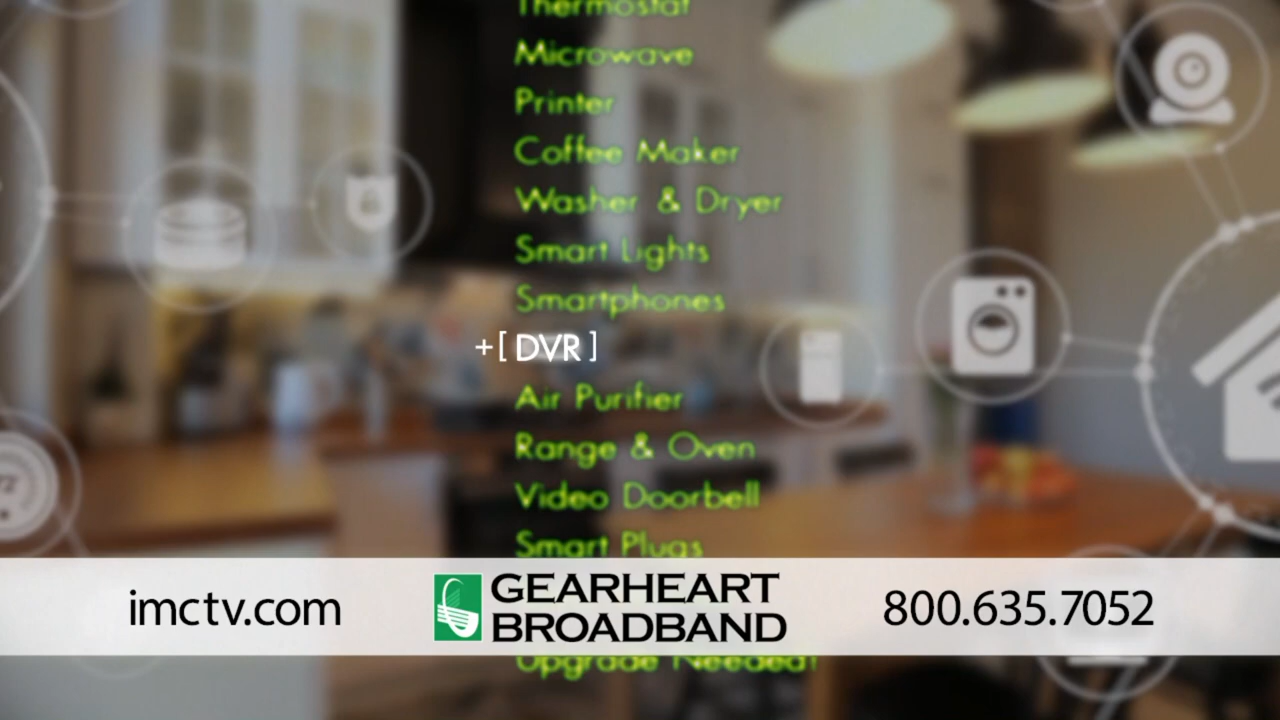 Thermostat
Microwave
Printer
Coffee Maker
Washer & Dryer
Smart Lights
Smartphones
+[DVR]
Air Purifier
Range & Oven
Video Doorbell
Smart Plugs
imctv.com
GEARHEART
BROADBAND
800.635.7052
Upgrade Needed!